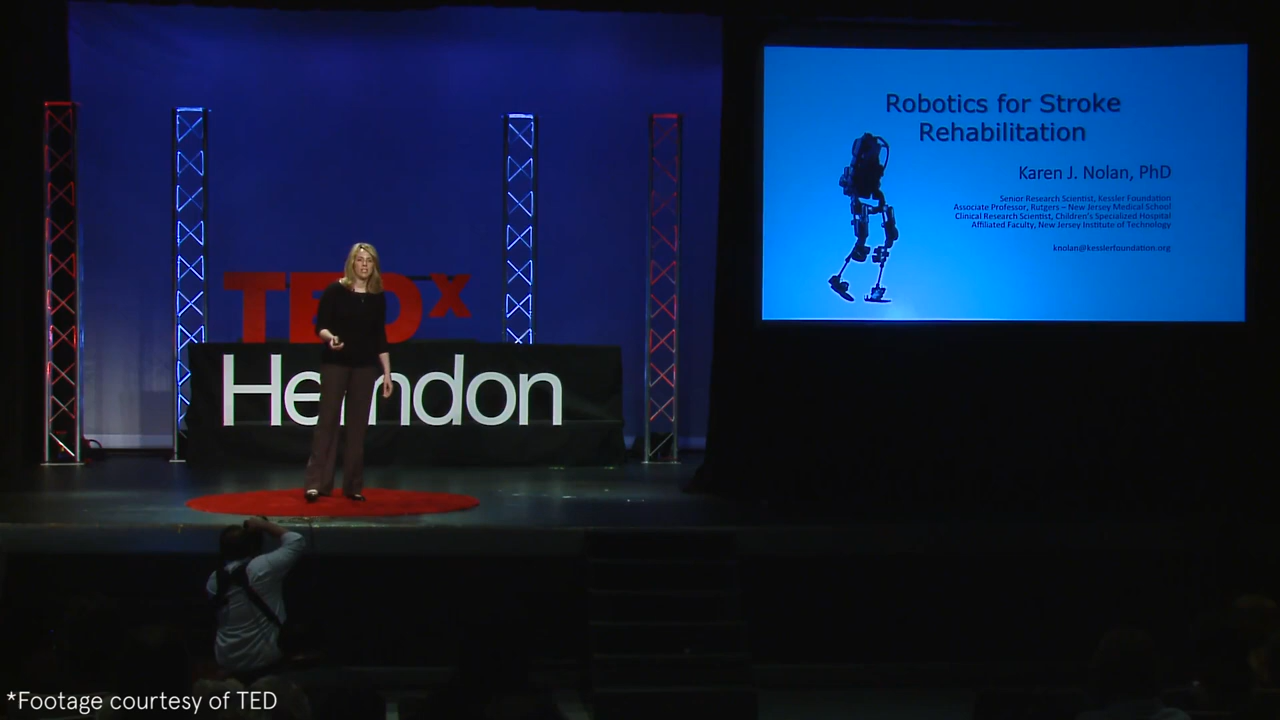 TEDx
Herndon
Robotics for Stroke
Rehabilitation
Karen J. Nolan, PhD
Senior Research Scientist, Kessler Foundation
Associate Professor, Rutgers – New Jersey Medical School
Clinical Research Scientist, Children's Specialized Hospital
Affiliated Faculty, New Jersey Institute of Technology
knolan@kesslerfoundation.org
*Footage courtesy of TED